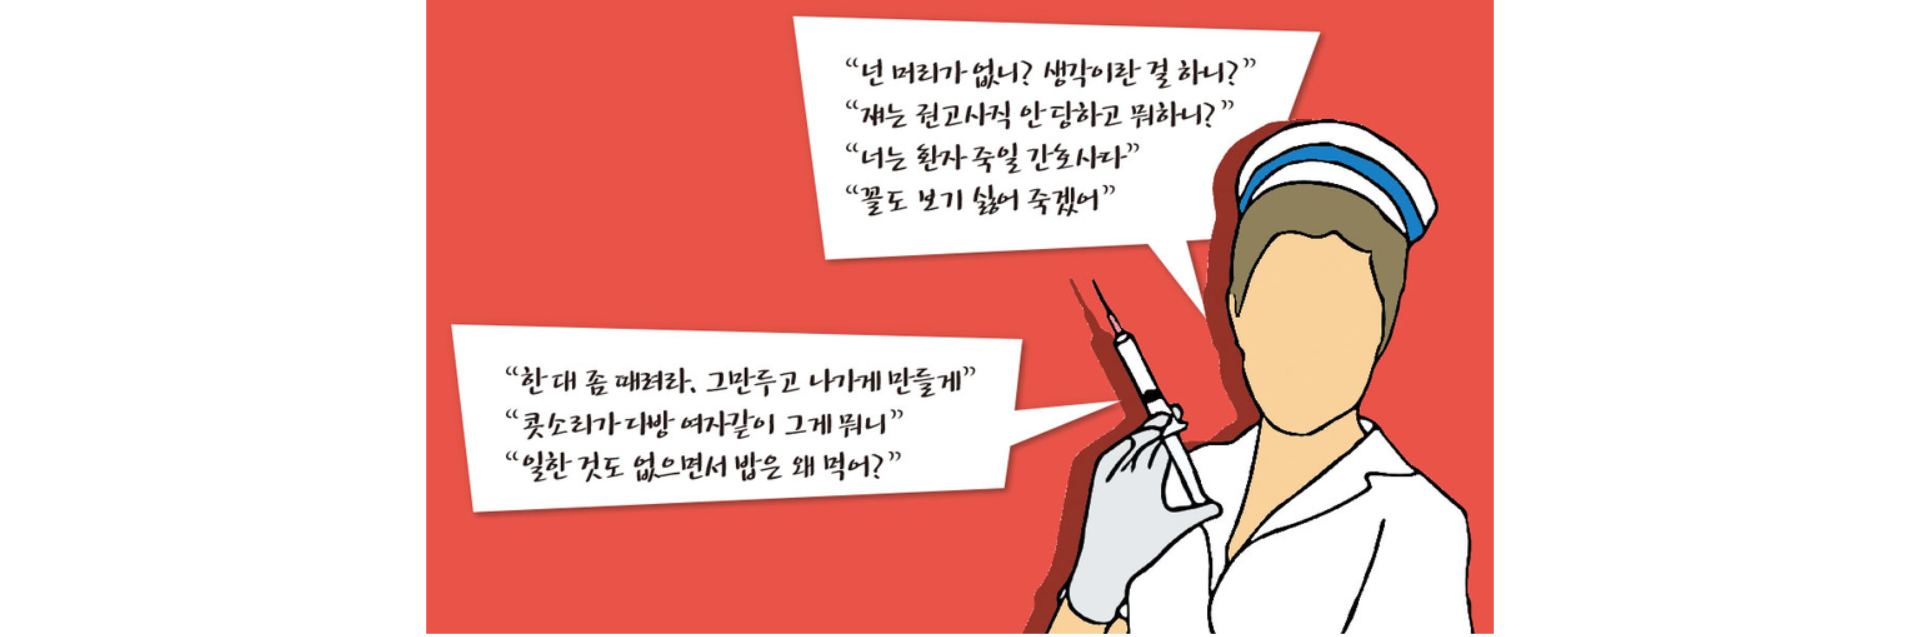 “넌 머리가 없니? 생각이란 걸 하니?”
“쟤는 권고사직 안 당하고 뭐하니?”
“너는 환자 죽일 간호사다”
“꼴도 보기 싫어 죽겠어”
“한 대 좀 때려라. 그만두고 나가게 만들게”
“콧소리가 다방 여자같이 그게 뭐니”
“일한 것도 없으면서 밥은 왜 먹어?”